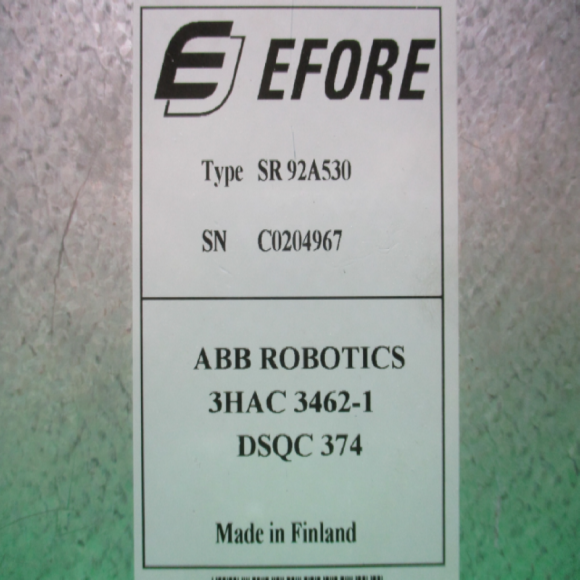 EFORE
Type SR 92A530
SN C0204967
ABB ROBOTICS
3HAC 3462-1
DSQC 374
Made in Finland